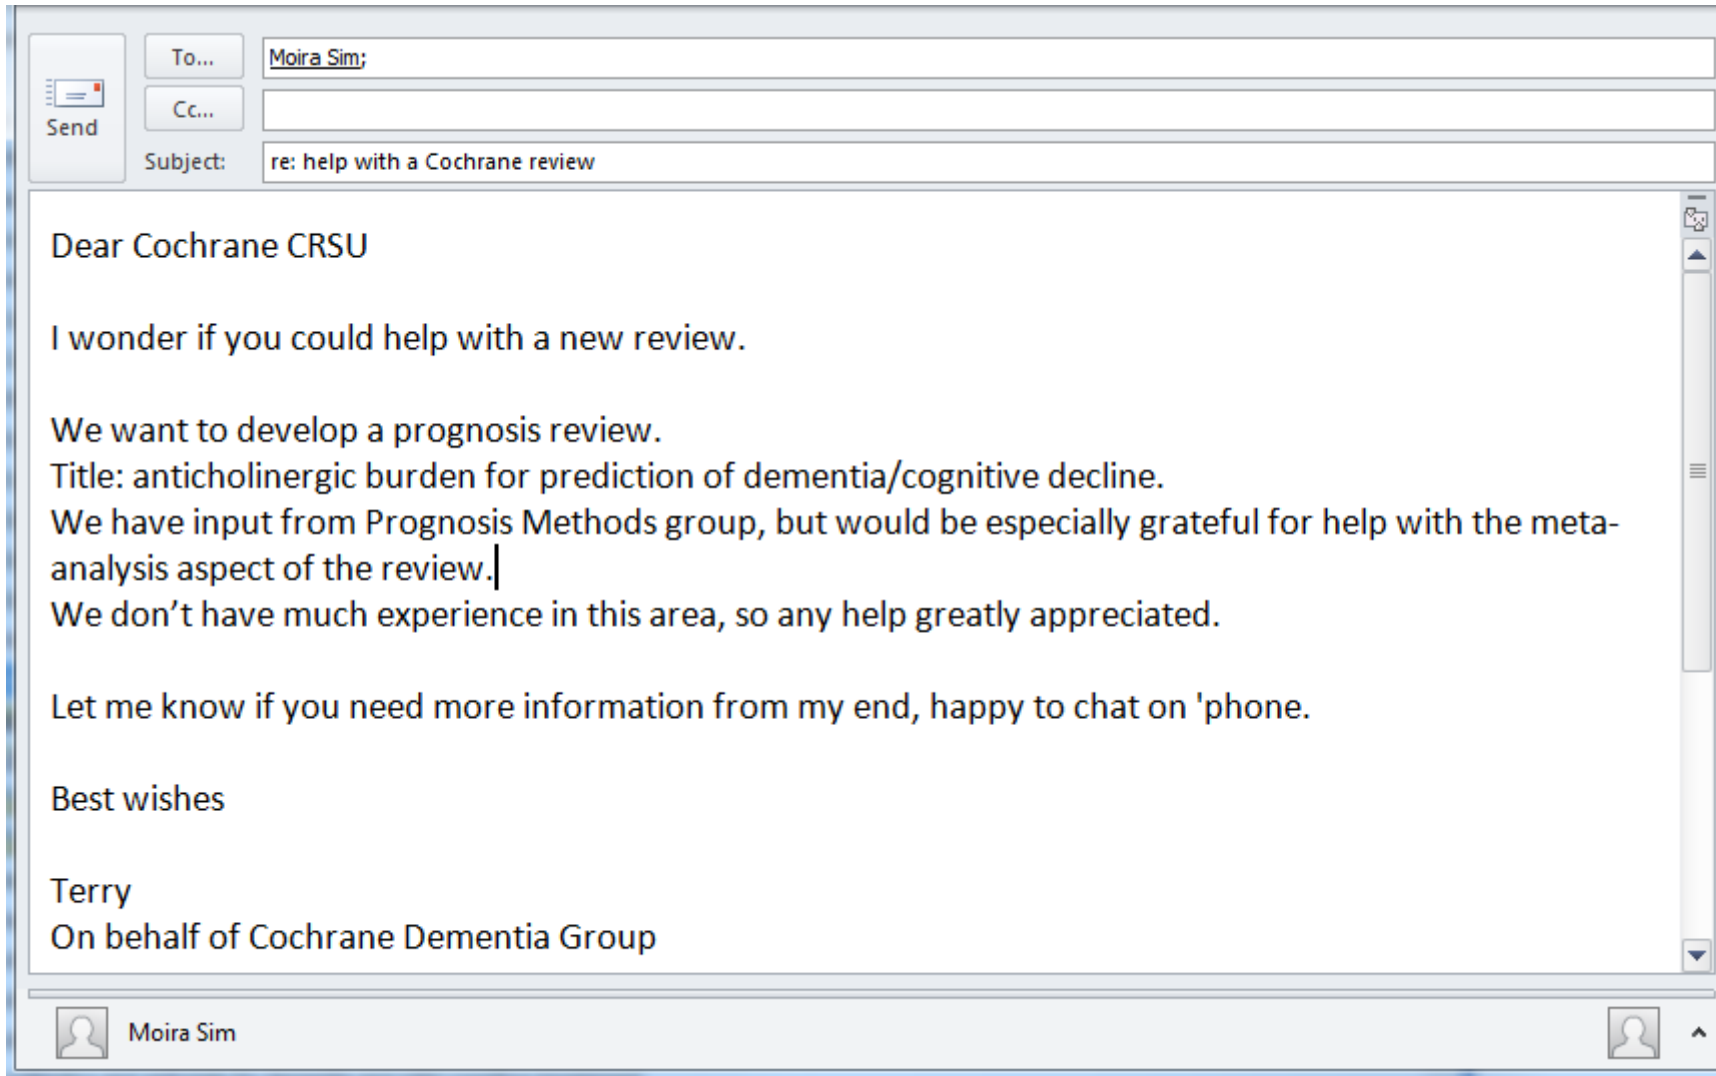 To...
Moira Sim;
Cc...
Send
Subject:
re: help with a Cochrane review
Dear Cochrane CRSU
I wonder if you could help with a new review.
We want to develop a prognosis review.
Title: anticholinergic burden for prediction of dementia/cognitive decline.
We have input from Prognosis Methods group, but would be especially grateful for help with the meta-
analysis aspect of the review.
We don’t have much experience in this area, so any help greatly appreciated.
Let me know if you need more information from my end, happy to chat on 'phone.
Best wishes
Terry
On behalf of Cochrane Dementia Group
Moira Sim